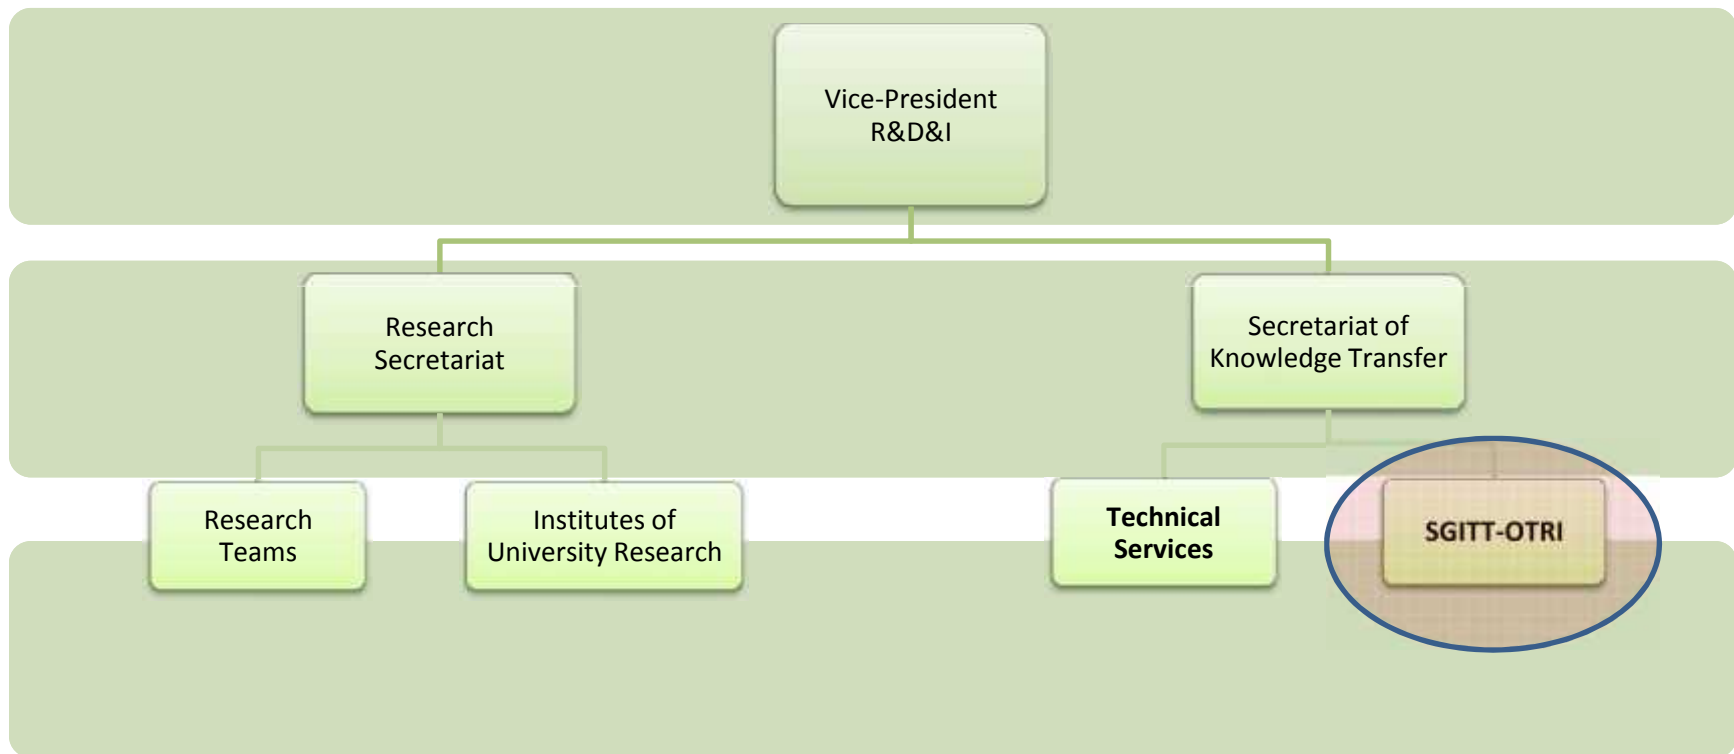 Vice-President
R&D&I
Research
Secretariat
Secretariat of
Knowledge Transfer
Research
Teams
Institutes of
University Research
Technical
Services
SGITT-OTRI